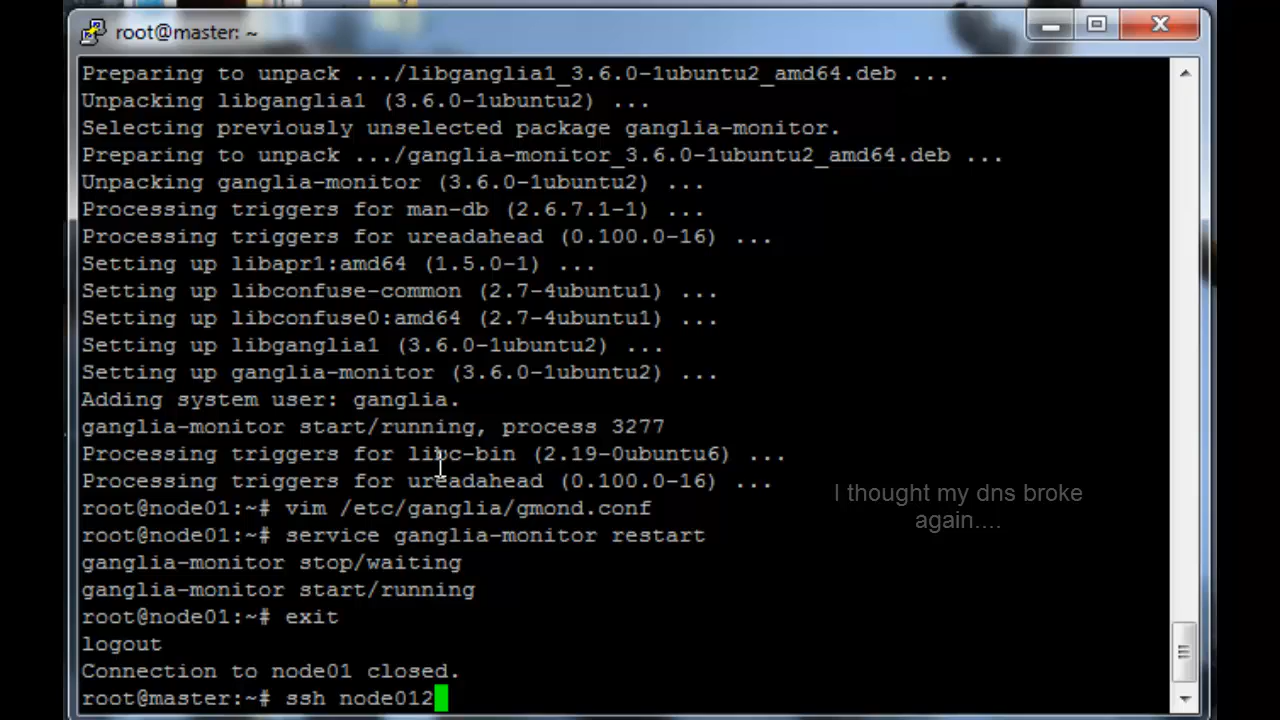 root@master: ~
Preparing to unpack .../libganglia1_3.6.0-1ubuntu2_amd64.deb ...
Unpacking libganglia1 (3.6.0-1ubuntu2) ...
Selecting previously unselected package ganglia-monitor.
Preparing to unpack .../ganglia-monitor_3.6.0-1ubuntu2_amd64.deb ...
Unpacking ganglia-monitor (3.6.0-1ubuntu2) ...
Processing triggers for man-db (2.6.7.1-1) ...
Processing triggers for ureadahead (0.100.0-16) ...
Setting up libapr1:amd64 (1.5.0-1) ...
Setting up libconfuse-common (2.7-4ubuntu1) ...
Setting up libconfuse0:amd64 (2.7-4ubuntu1) ...
Setting up libganglia1 (3.6.0-1ubuntu2) ...
Setting up ganglia-monitor (3.6.0-1ubuntu2) ...
Adding system user: ganglia.
ganglia-monitor start/running, process 3277
Processing triggers for libc-bin (2.19-0ubuntu6) ...
Processing triggers for ureadahead (0.100.0-16) ...
root@node01:~# vim /etc/ganglia/gmond.conf
root@node01:~# service ganglia-monitor restart
ganglia-monitor stop/waiting
ganglia-monitor start/running
root@node01:~# exit
logout
Connection to node01 closed.
root@master:~# ssh node012
I thought my dns broke
again....